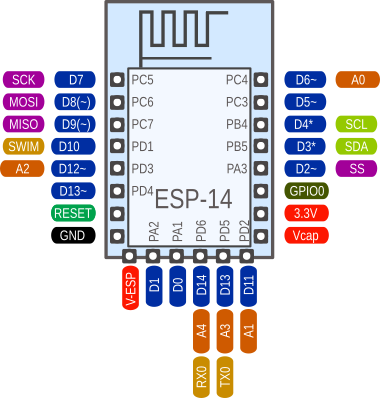 SCK D7 PC5 PC4 D6~ A0
MOSI D8(~) PC6 PC3 D5~
MISO D9(~) PC7 PB4 D4* SCL
SWIM D10 PD1 PB5 D3* SDA
A2 D12~ PD3 PA3 D2~ SS
D13~ PD4 GPIO0
ESP-14
RESET 3.3V
GND Vcap
PA2 PA1 PD6 PD5 PD2
V-ESP D1 D0 D14 D13 D11
A4 A3 A1
RX0 TX0